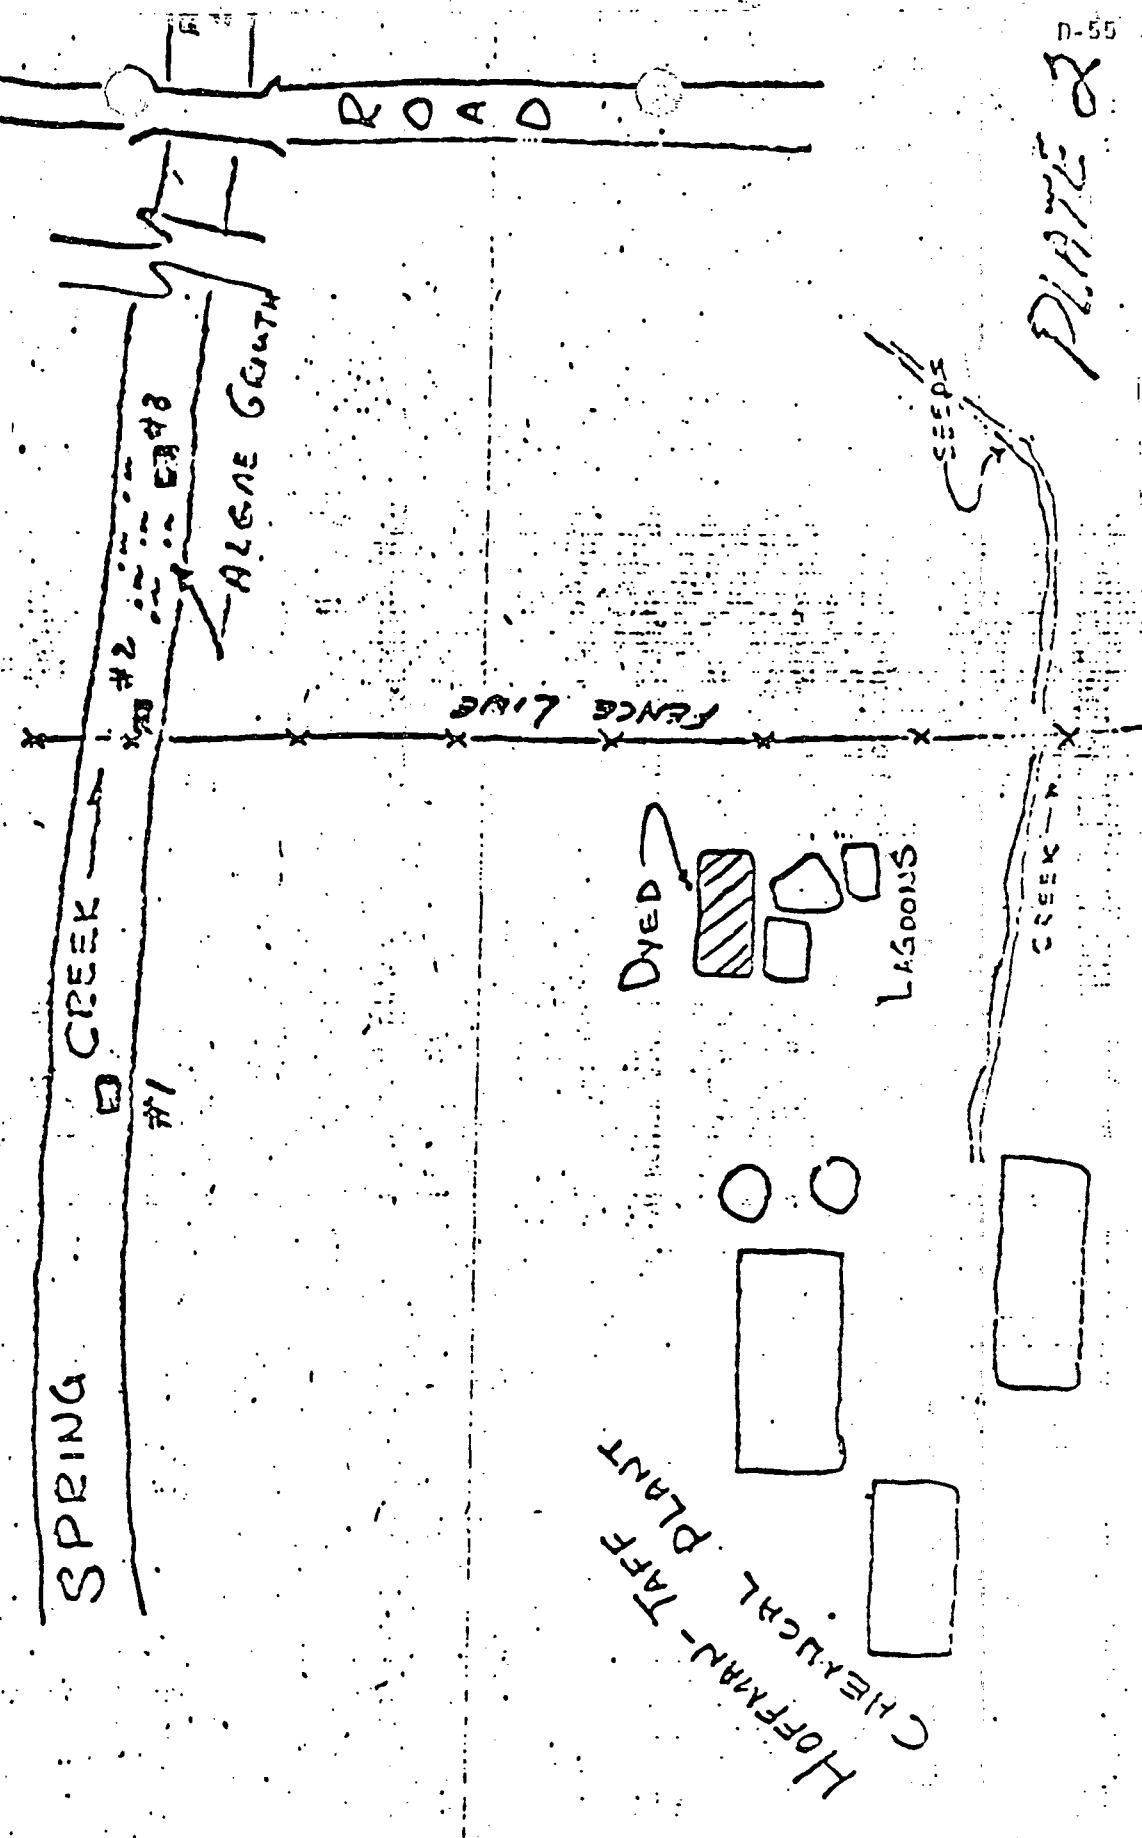 D-55
PLATE 2
ROAD
ALGAE GROWTH
#3
#2
SEEPS
FENCE LINE
SPRING CREEK
#1
DYED
LAGOONS
CREEK
HOFFMAN-TAFF
CHEMICAL PLANT